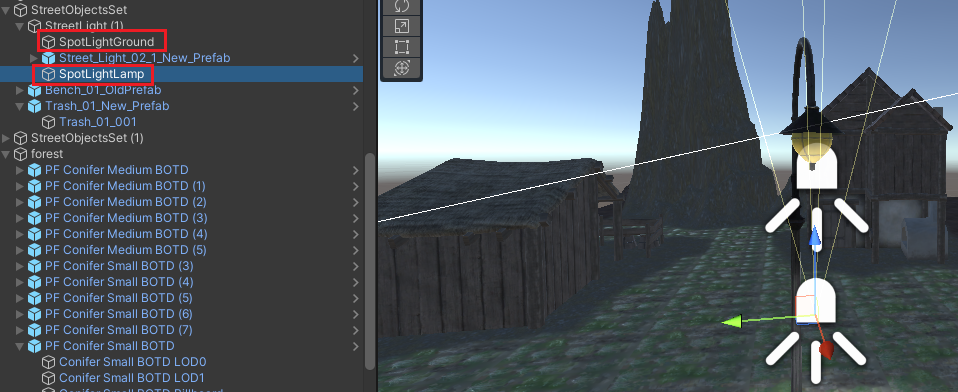 StreetObjectsSet
StreetLight (1)
SpotLightGround
Street_Light_02_1_New_Prefab
SpotLightLamp
Bench_01_OldPrefab
Trash_01_New_Prefab
Trash_01_001
StreetObjectsSet (1)
forest
PF Conifer Medium BOTD
PF Conifer Medium BOTD (1)
PF Conifer Medium BOTD (2)
PF Conifer Medium BOTD (3)
PF Conifer Medium BOTD (4)
PF Conifer Medium BOTD (5)
PF Conifer Small BOTD (3)
PF Conifer Small BOTD (4)
PF Conifer Small BOTD (5)
PF Conifer Small BOTD (6)
PF Conifer Small BOTD (7)
PF Conifer Small BOTD
Conifer Small BOTD LOD0
Conifer Small BOTD LOD1
Conifer Small BOTD Billboard